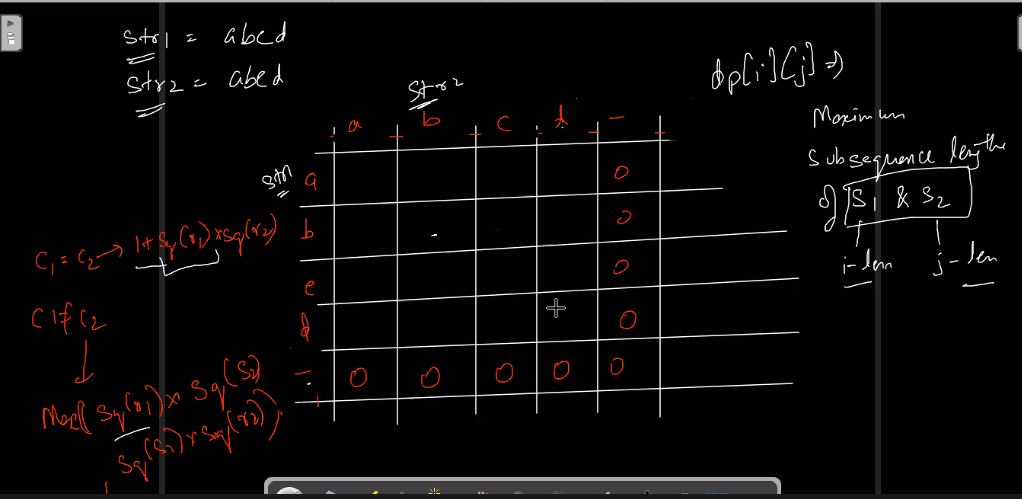 str1 = abcd
str2 = abed
dp[i][j] ⇒
str2
a b c d -
Maximum
Subsequence length
of S1 & S2
i-len j-len
str1
a 0
b 0
e 0
d 0
- 0 0 0 0 0
C1 = C2 → 1 + Sq(r1) × Sq(r2)
C1 ≠ C2
Max( Sq(r1) × Sq(S2)
Sq(S1) × Sq(r2))